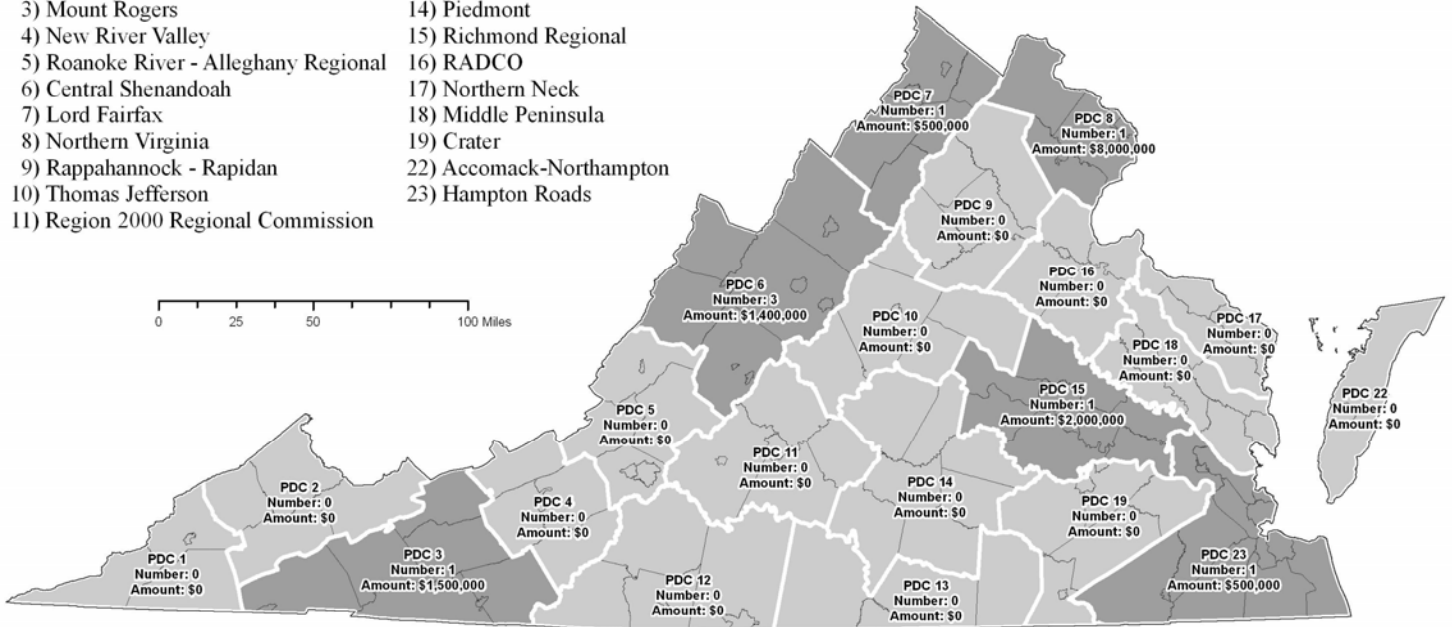 3) Mount Rogers
4) New River Valley
5) Roanoke River - Alleghany Regional
6) Central Shenandoah
7) Lord Fairfax
8) Northern Virginia
9) Rappahannock - Rapidan
10) Thomas Jefferson
11) Region 2000 Regional Commission
14) Piedmont
15) Richmond Regional
16) RADCO
17) Northern Neck
18) Middle Peninsula
19) Crater
22) Accomack-Northampton
23) Hampton Roads
0 25 50 100 Miles
PDC 7
Number: 1
Amount: $500,000
PDC 8
Number: 1
Amount: $8,000,000
PDC 9
Number: 0
Amount: $0
PDC 16
Number: 0
Amount: $0
PDC 6
Number: 3
Amount: $1,400,000
PDC 10
Number: 0
Amount: $0
PDC 17
Number: 0
Amount: $0
PDC 18
Number: 0
Amount: $0
PDC 15
Number: 1
Amount: $2,000,000
PDC 22
Number: 0
Amount: $0
PDC 5
Number: 0
Amount: $0
PDC 11
Number: 0
Amount: $0
PDC 14
Number: 0
Amount: $0
PDC 2
Number: 0
Amount: $0
PDC 4
Number: 0
Amount: $0
PDC 19
Number: 0
Amount: $0
PDC 1
Number: 0
Amount: $0
PDC 3
Number: 1
Amount: $1,500,000
PDC 12
Number: 0
Amount: $0
PDC 13
Number: 0
Amount: $0
PDC 23
Number: 1
Amount: $500,000